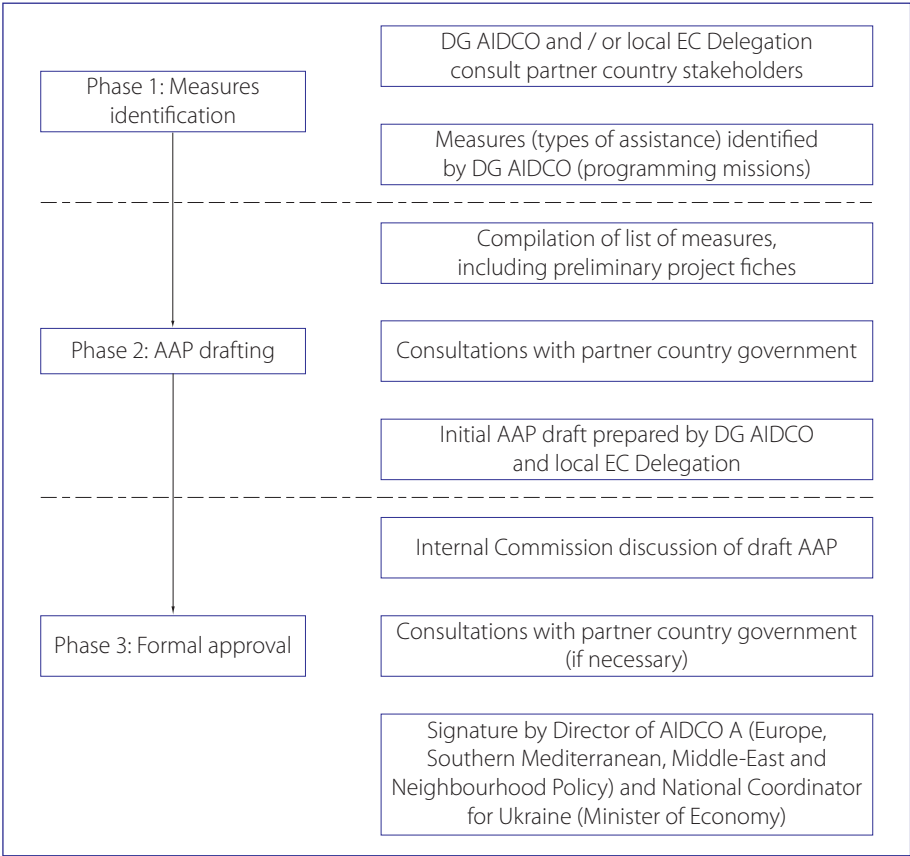 Phase 1: Measures
identification
DG AIDCO and / or local EC Delegation
consult partner country stakeholders
Measures (types of assistance) identified
by DG AIDCO (programming missions)
Compilation of list of measures,
including preliminary project fiches
Phase 2: AAP drafting
Consultations with partner country government
Initial AAP draft prepared by DG AIDCO
and local EC Delegation
Internal Commission discussion of draft AAP
Phase 3: Formal approval
Consultations with partner country government
(if necessary)
Signature by Director of AIDCO A (Europe,
Southern Mediterranean, Middle-East and
Neighbourhood Policy) and National Coordinator
for Ukraine (Minister of Economy)